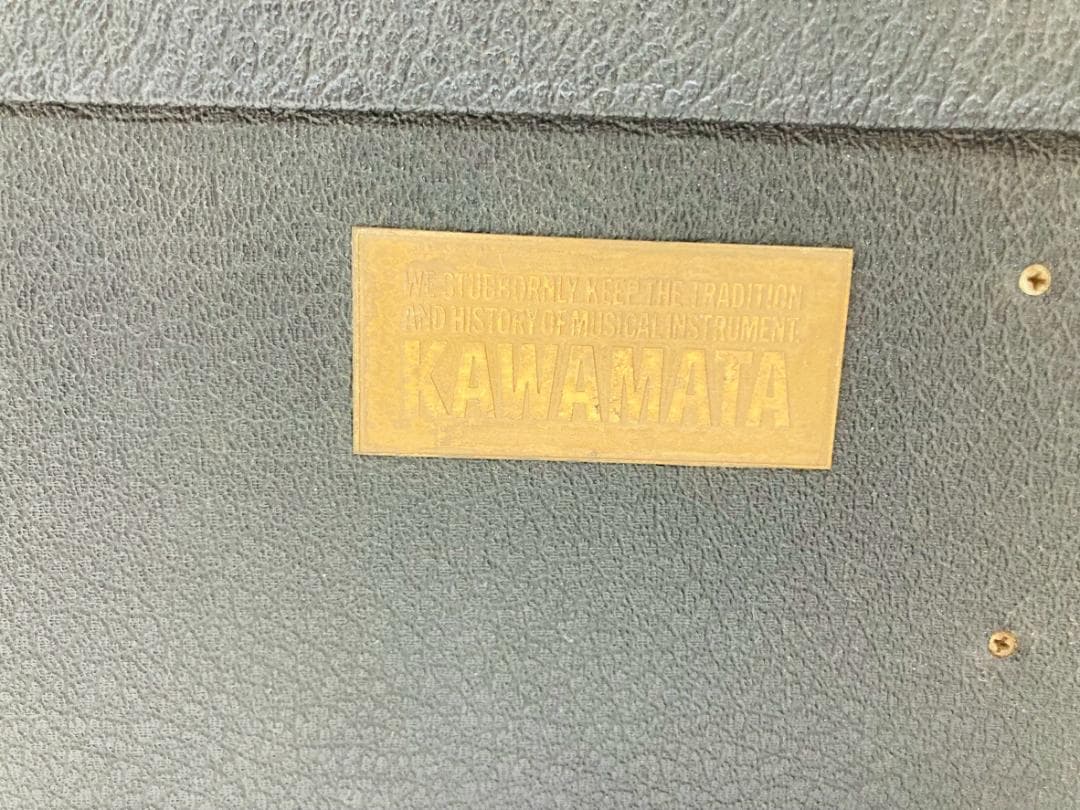 WE STUBBORNLY KEEP THE TRADITION
AND HISTORY OF MUSICAL INSTRUMENT.
KAWAMATA